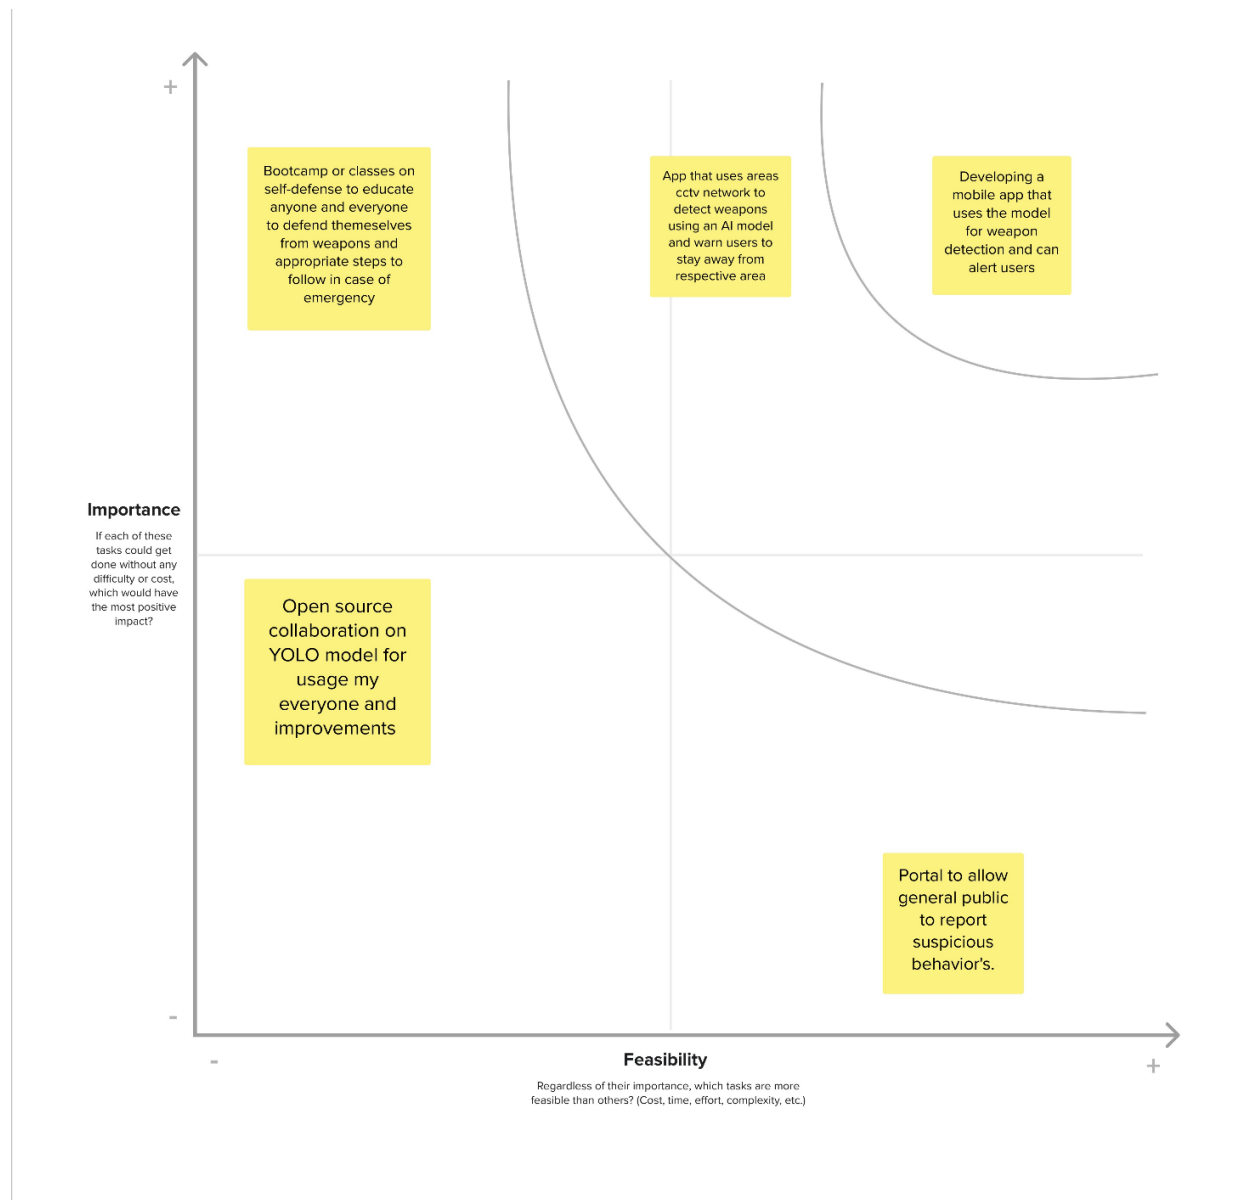 +
Bootcamp or classes on
self-defense to educate
anyone and everyone
to defend themeselves
from weapons and
appropriate steps to
follow in case of
emergency
App that uses areas
cctv network to
detect weapons
using an AI model
and warn users to
stay away from
respective area
Developing a
mobile app that
uses the model
for weapon
detection and can
alert users
Importance
If each of these
tasks could get
done without any
difficulty or cost,
which would have
the most positive
impact?
Open source
collaboration on
YOLO model for
usage my
everyone and
improvements
Portal to allow
general public
to report
suspicious
behavior's.
-
-
Feasibility
+
Regardless of their importance, which tasks are more
feasible than others? (Cost, time, effort, complexity, etc.)